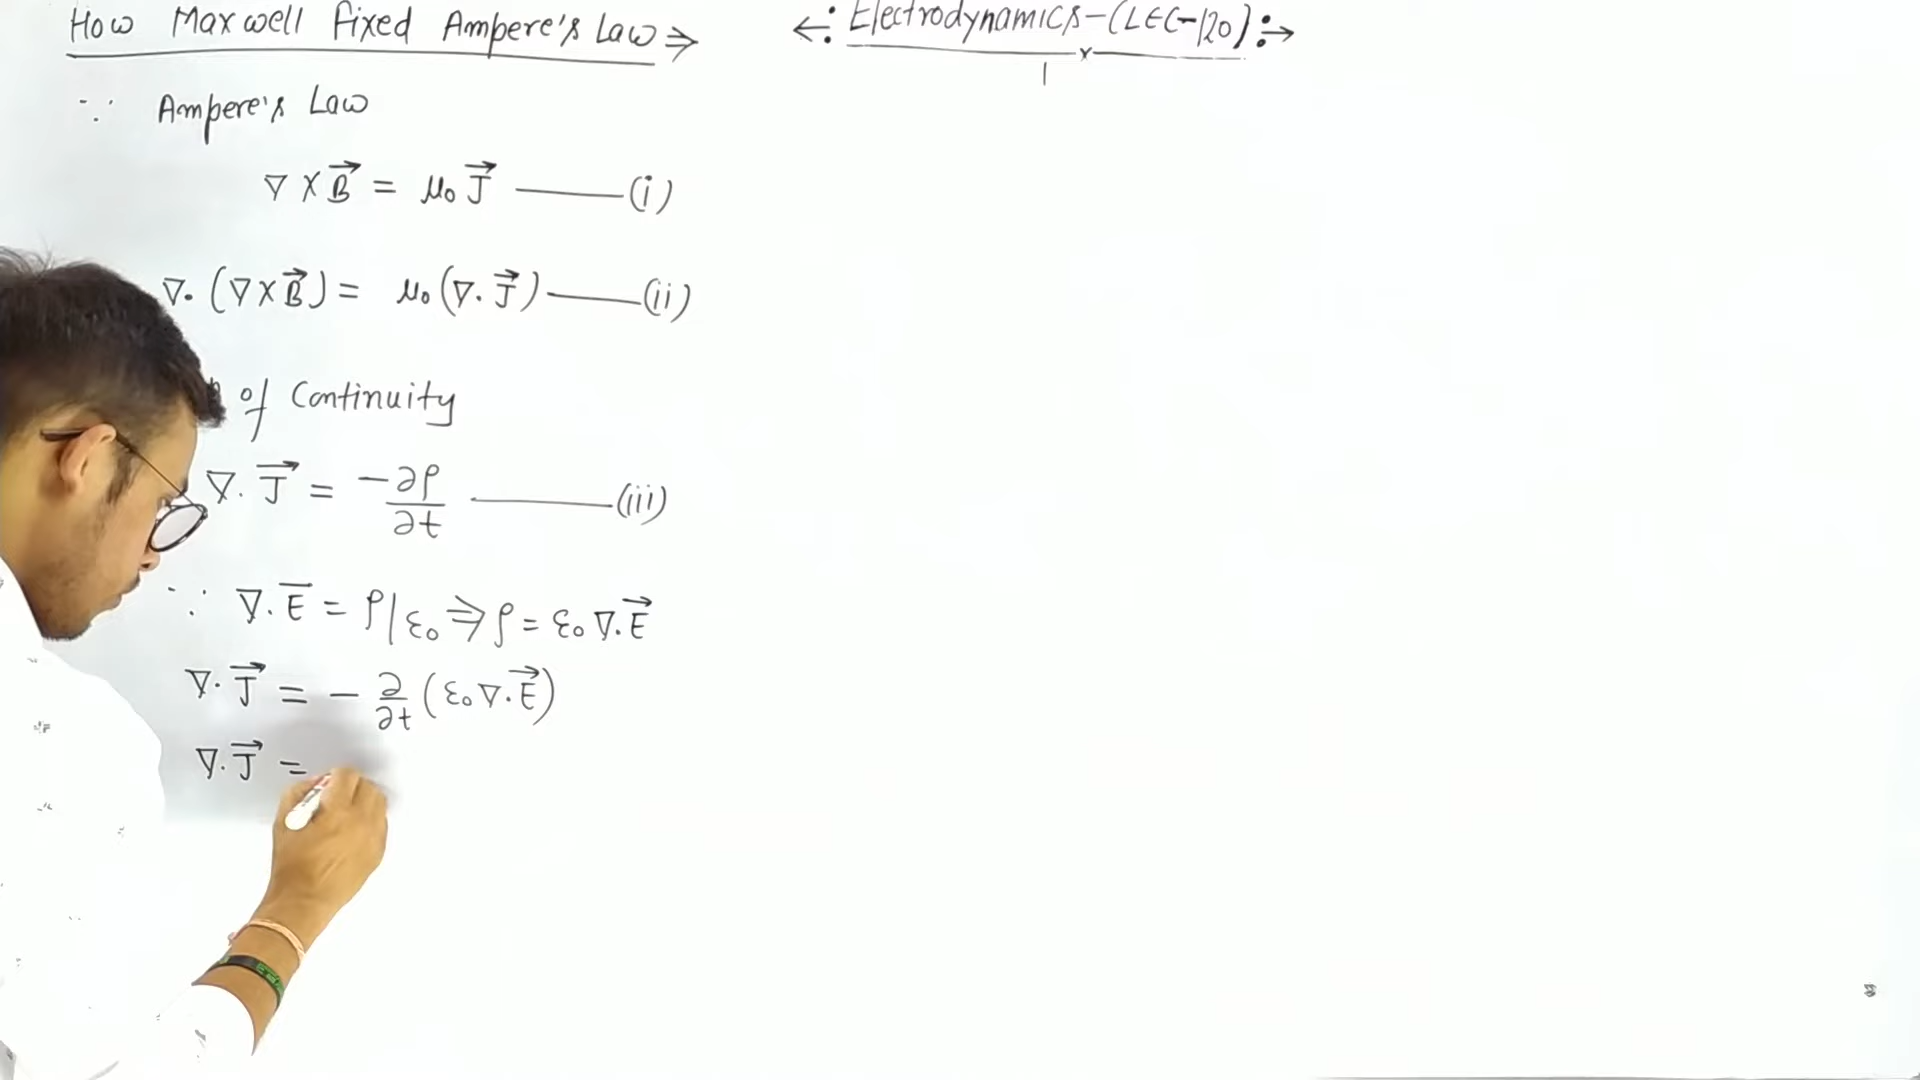 How Maxwell Fixed Ampere's Law ⇒
←: Electrodynamics-(LEC-120) :→
∵ Ampere's Law
∇ X B⃗ = μ₀ J⃗ ——(i)
∇. (∇ X B⃗) = μ₀ (∇. J⃗) ——(ii)
of Continuity
∇. J⃗ = -∂ρ/∂t ——(iii)
∵ ∇. E̅ = ρ/ε₀ ⇒ ρ = ε₀ ∇. E⃗
∇. J⃗ = - ∂/∂t (ε₀ ∇. E⃗)
∇. J⃗ =